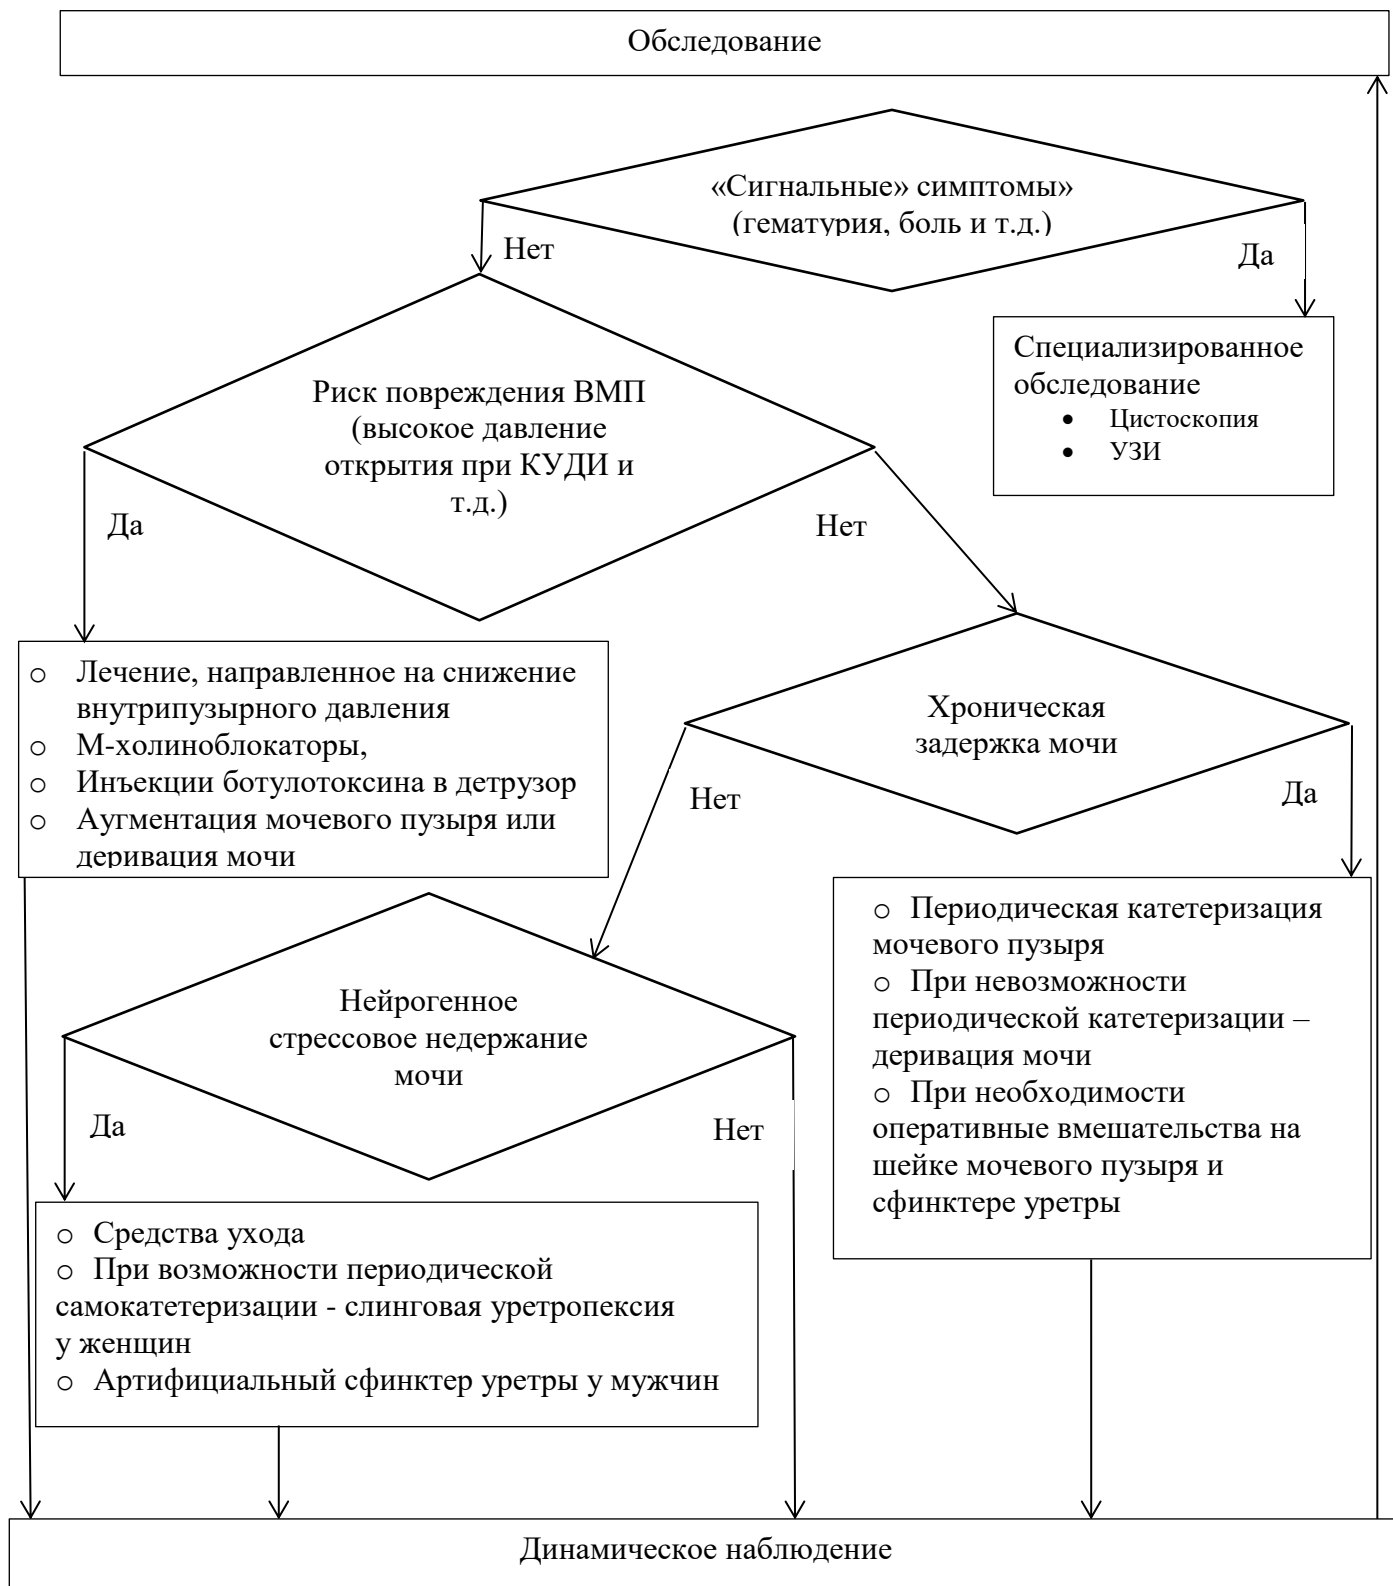 Обследование
«Сигнальные» симптомы»
(гематурия, боль и т.д.)
Нет
Да
Специализированное
обследование
• Цистоскопия
• УЗИ
Риск повреждения ВМП
(высокое давление
открытия при КУДИ и
т.д.)
Да
Нет
o Лечение, направленное на снижение
внутрипузырного давления
o М-холиноблокаторы,
o Инъекции ботулотоксина в детрузор
o Аугментация мочевого пузыря или
деривация мочи
Хроническая
задержка мочи
Нет
Да
o Периодическая катетеризация
мочевого пузыря
o При невозможности
периодической катетеризации –
деривация мочи
o При необходимости
оперативные вмешательства на
шейке мочевого пузыря и
сфинктере уретры
Нейрогенное
стрессовое недержание
мочи
Да
Нет
o Средства ухода
o При возможности периодической
самокатетеризации - слинговая уретропексия
у женщин
o Артифициальный сфинктер уретры у мужчин
Динамическое наблюдение